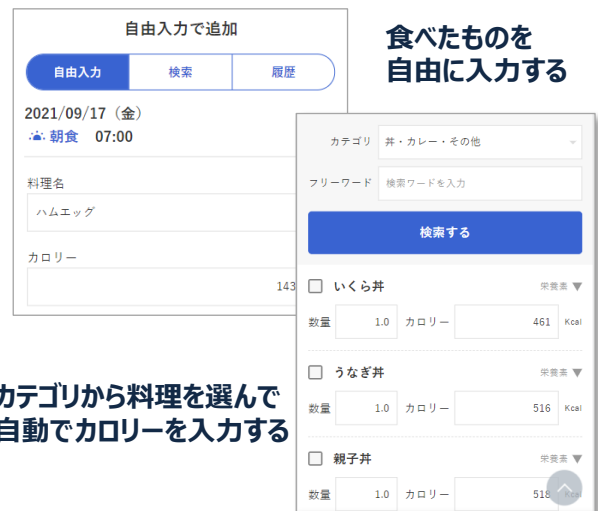 自由入力で追加
自由入力 検索 履歴
2021/09/17（金）
朝食 07:00
料理名
ハムエッグ
カロリー
143
食べたものを
自由に入力する
カテゴリ 丼・カレー・その他
フリーワード 検索ワードを入力
検索する
いくら丼 栄養素▼
数量 1.0 カロリー 461 Kcal
うなぎ丼 栄養素▼
数量 1.0 カロリー 516 Kcal
親子丼 栄養素▼
数量 1.0 カロリー 518 Kcal
カテゴリから料理を選んで
自動でカロリーを入力する